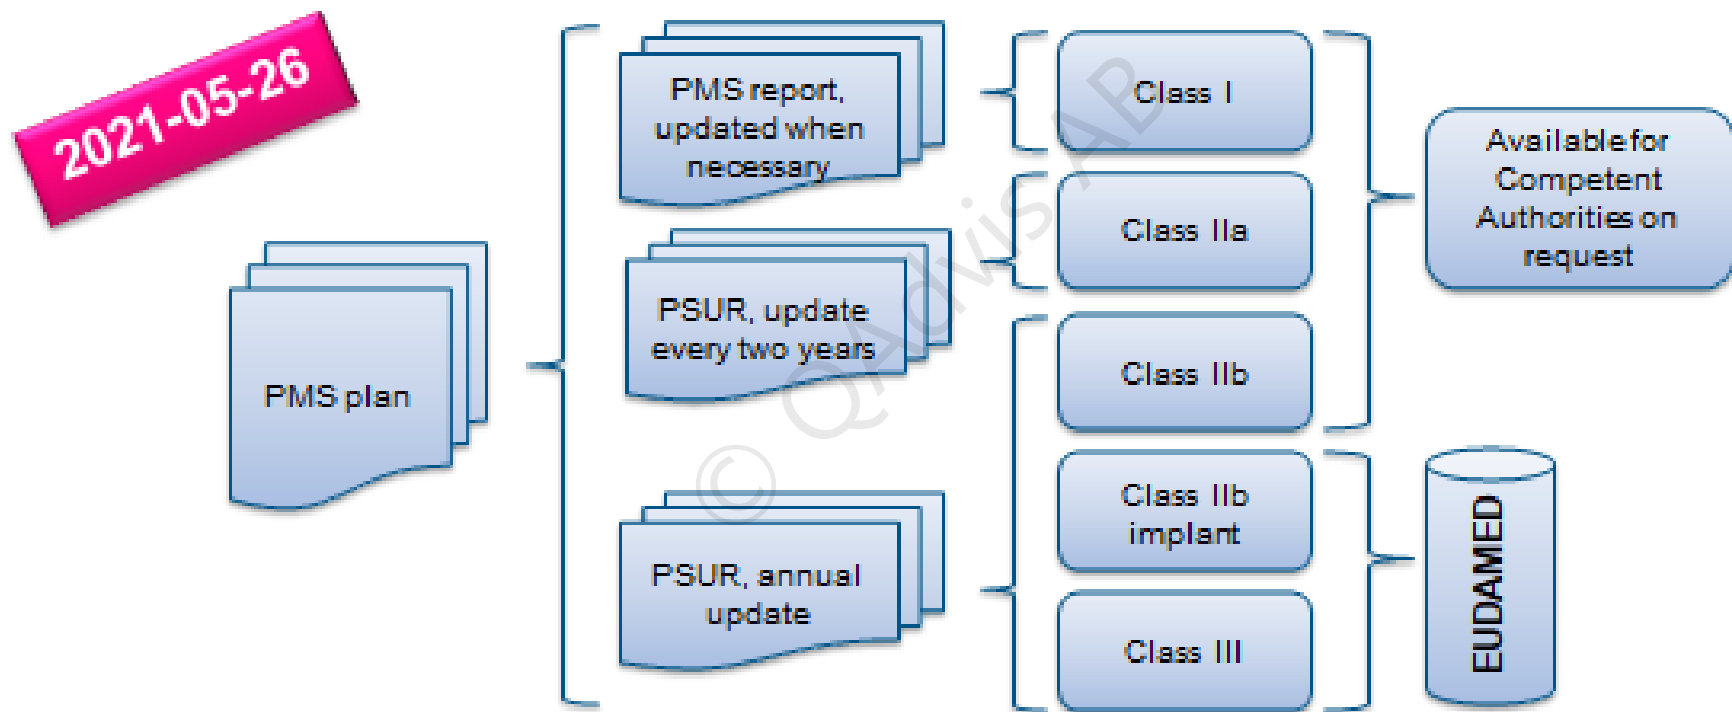 2021-05-26
PMS plan
PMS report,
updated when
necessary
PSUR, update
every two years
PSUR, annual
update
Class I
Class IIa
Class IIb
Class IIb
implant
Class III
Available for
Competent
Authorities on
request
EUDAMED
© QAdvis AB